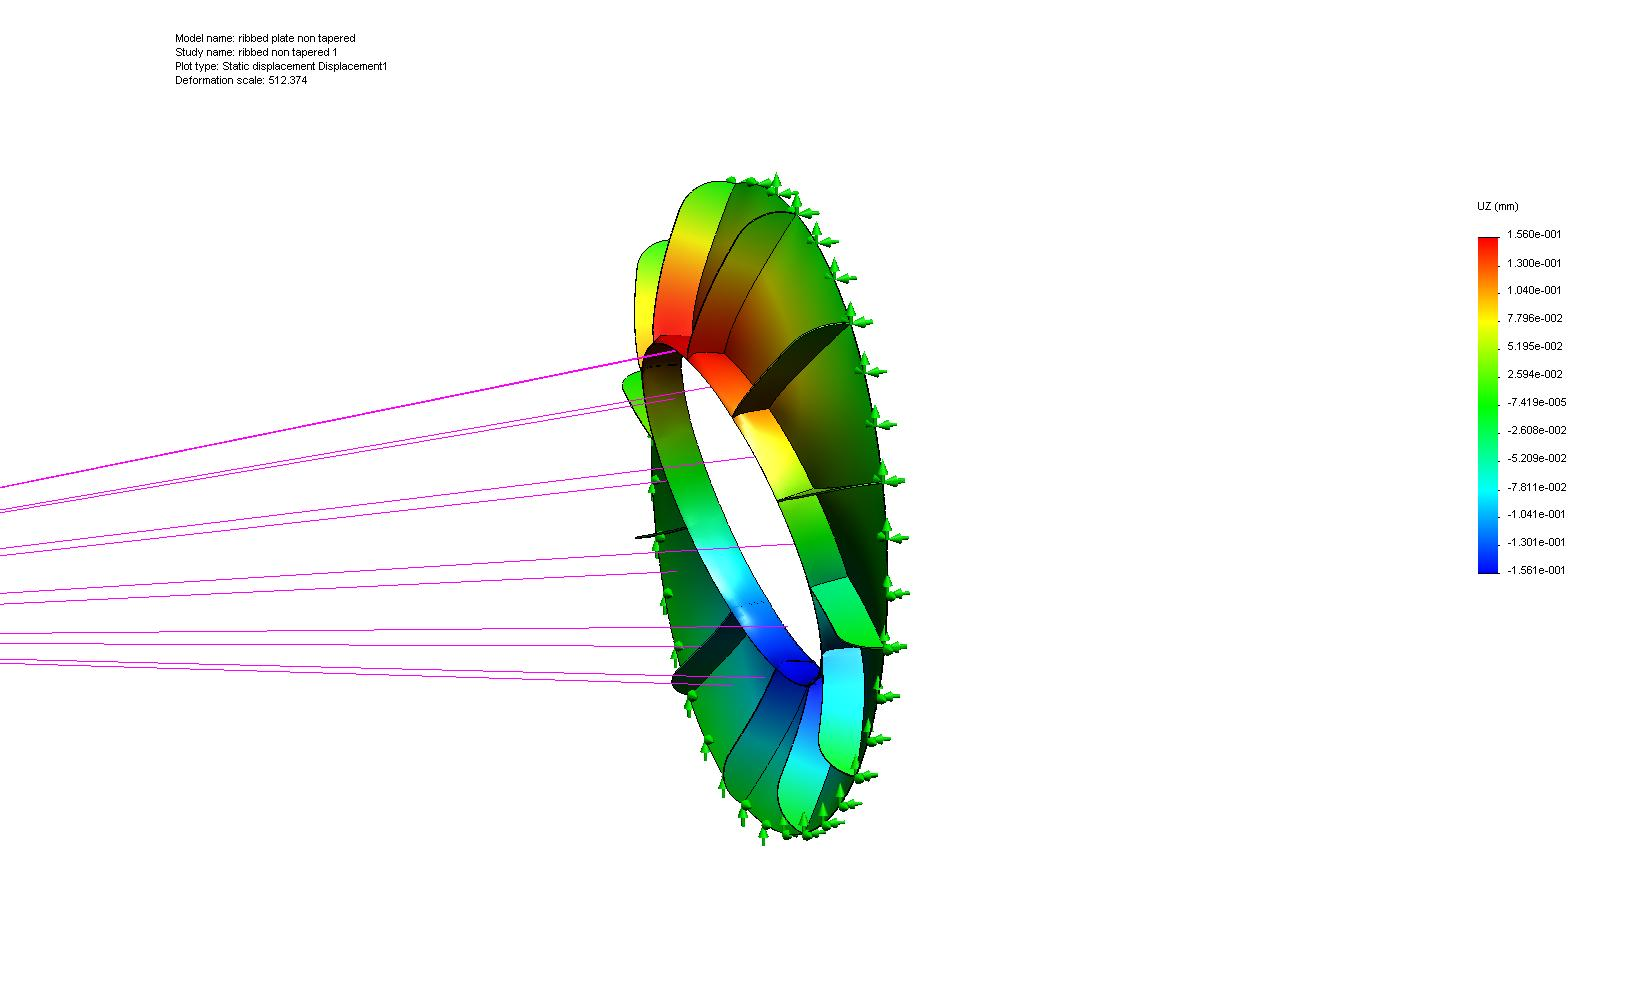 Model name: ribbed plate non tapered
Study name: ribbed non tapered 1
Plot type: Static displacement Displacement1
Deformation scale: 512.374
UZ (mm)
1.560e-001
1.300e-001
1.040e-001
7.796e-002
5.195e-002
2.594e-002
-7.419e-005
-2.608e-002
-5.209e-002
-7.811e-002
-1.041e-001
-1.301e-001
-1.561e-001